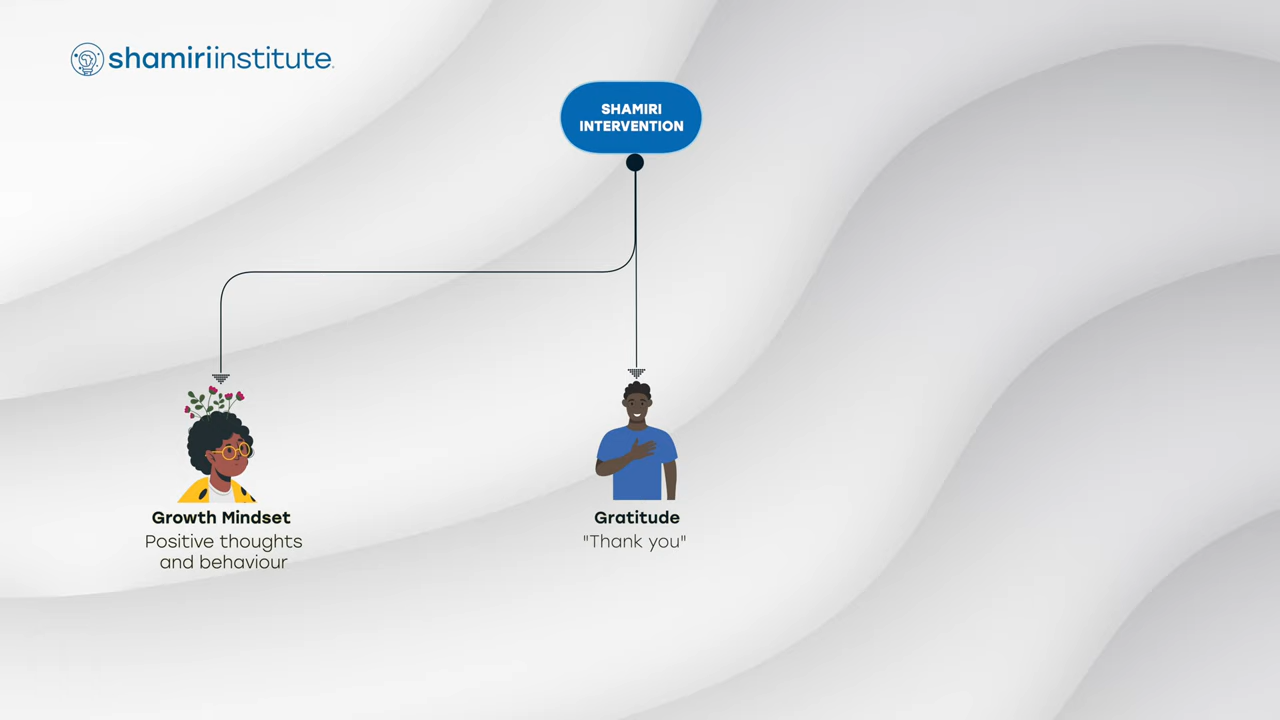 shamiriinstitute.
SHAMIRI
INTERVENTION
Growth Mindset
Positive thoughts
and behaviour
Gratitude
"Thank you"